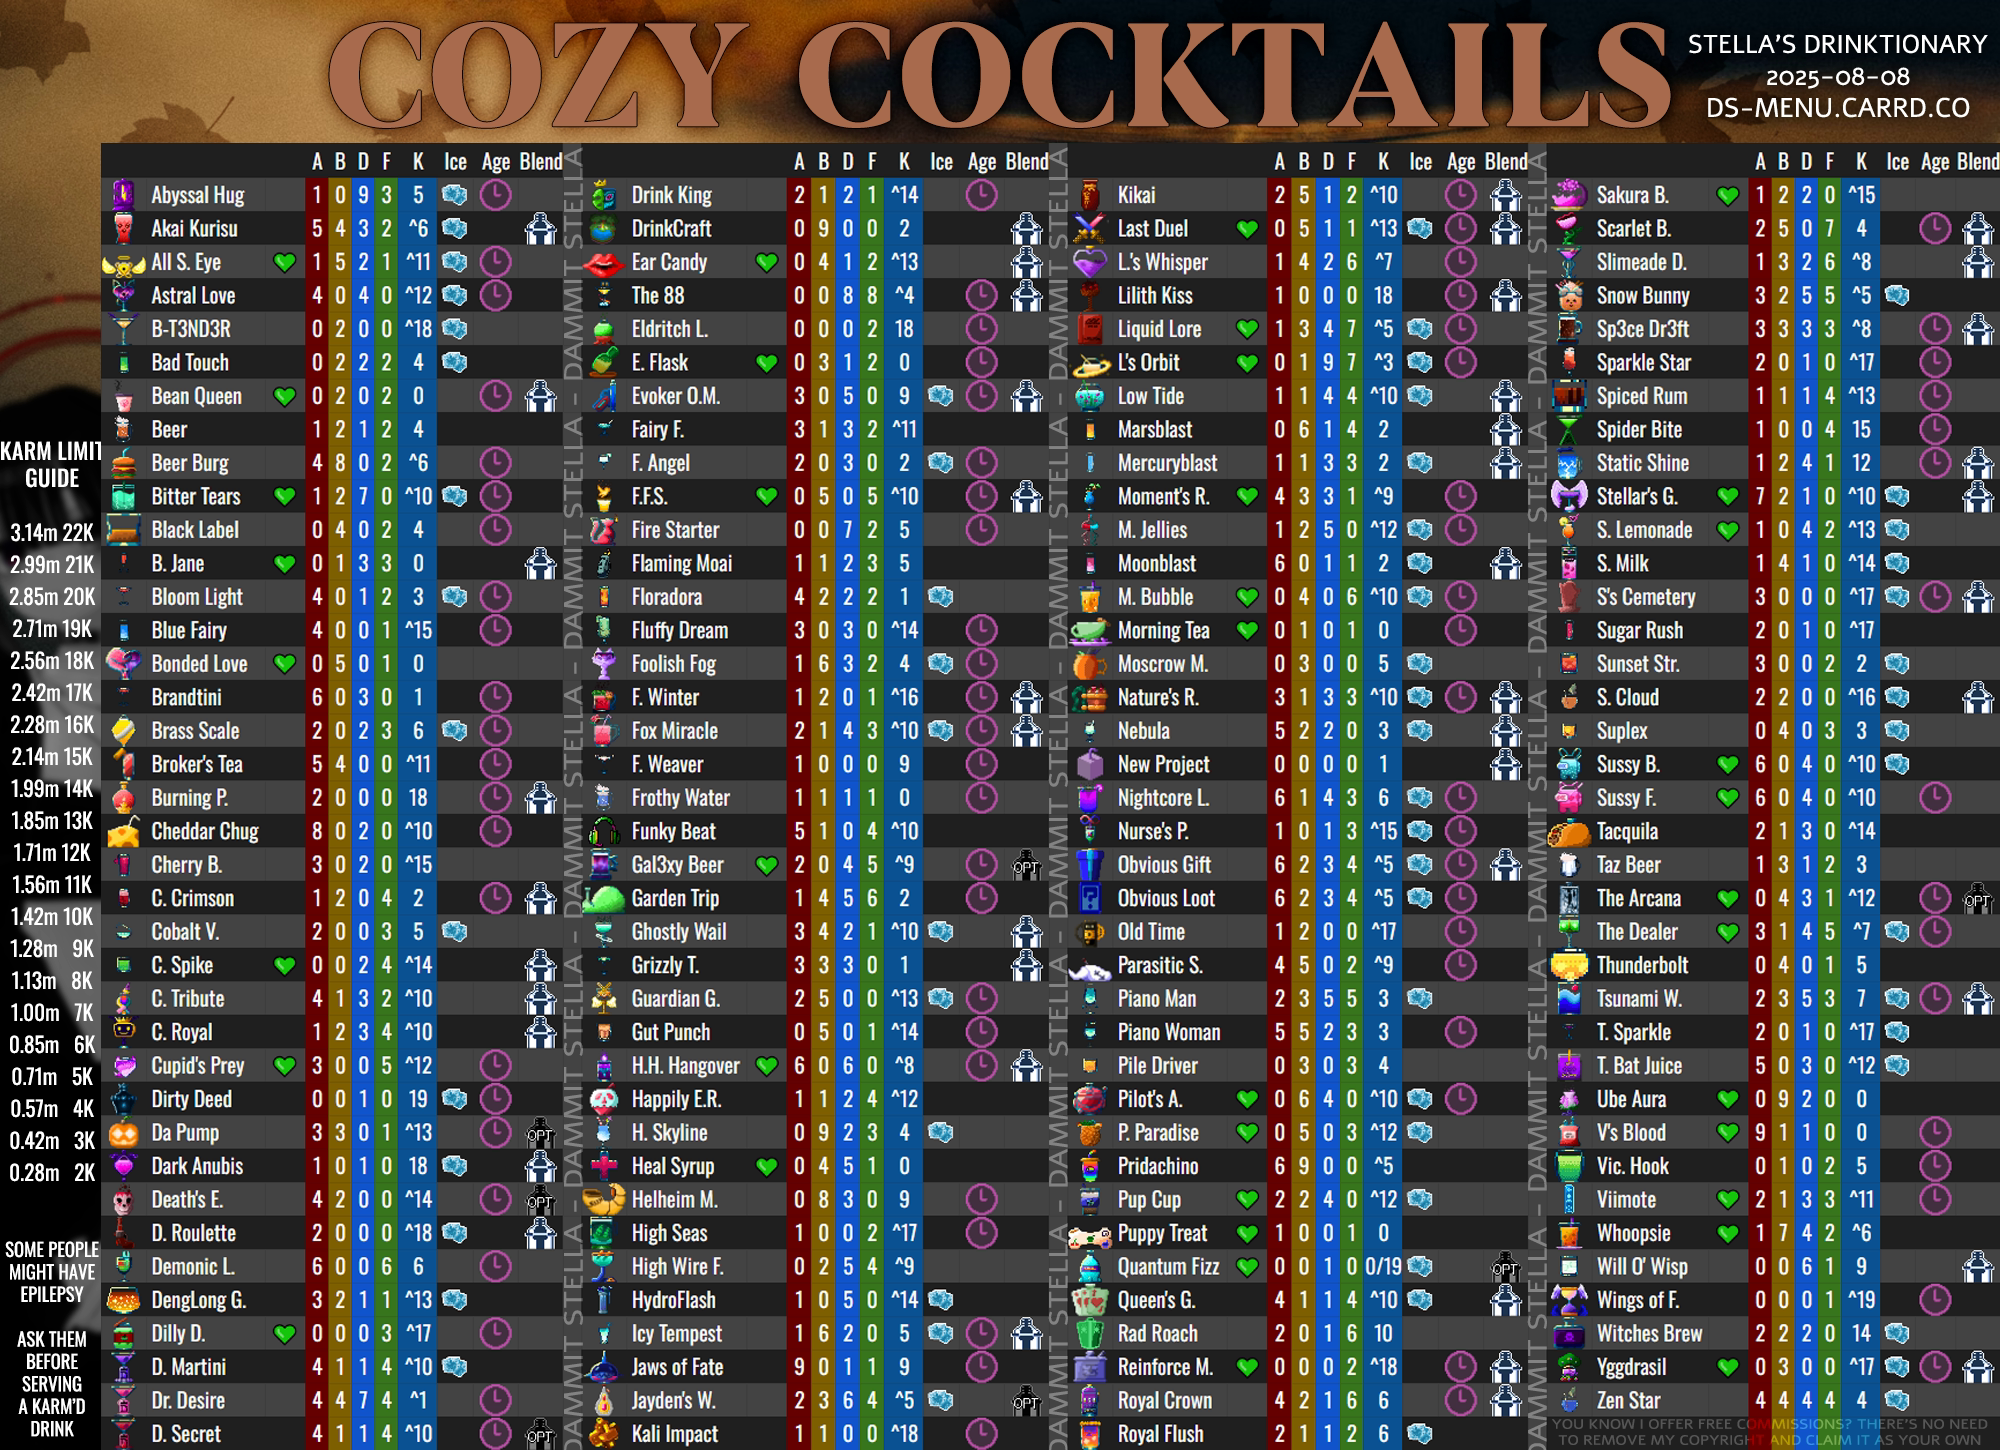 COZY COCKTAILS
STELLA'S DRINKTIONARY
2025-08-08
DS-MENU.CARRD.CO
KARM LIMIT
GUIDE
3.14m 22K
2.99m 21K
2.85m 20K
2.71m 19K
2.56m 18K
2.42m 17K
2.28m 16K
2.14m 15K
1.99m 14K
1.85m 13K
1.71m 12K
1.56m 11K
1.42m 10K
1.28m 9K
1.13m 8K
1.00m 7K
0.85m 6K
0.71m 5K
0.57m 4K
0.42m 3K
0.28m 2K
SOME PEOPLE
MIGHT HAVE
EPILEPSY
ASK THEM
BEFORE
SERVING
A KARM'D
DRINK
A B D F K Ice Age Blend
Abyssal Hug 1 0 9 3 5
Akai Kurisu 5 4 3 2 ^6
All S. Eye 1 5 2 1 ^11
Astral Love 4 0 4 0 ^12
B-T3ND3R 0 2 0 0 ^18
Bad Touch 0 2 2 2 4
Bean Queen 0 2 0 2 0
Beer 1 2 1 2 4
Beer Burg 4 8 0 2 ^6
Bitter Tears 1 2 7 0 ^10
Black Label 0 4 0 2 4
B. Jane 0 1 3 3 0
Bloom Light 4 0 1 2 3
Blue Fairy 4 0 0 1 ^15
Bonded Love 0 5 0 1 0
Brandtini 6 0 3 0 1
Brass Scale 2 0 2 3 6
Broker's Tea 5 4 0 0 ^11
Burning P. 2 0 0 0 18
Cheddar Chug 8 0 2 0 ^10
Cherry B. 3 0 2 0 ^15
C. Crimson 1 2 0 4 2
Cobalt V. 2 0 0 3 5
C. Spike 0 0 2 4 ^14
C. Tribute 4 1 3 2 ^10
C. Royal 1 2 3 4 ^10
Cupid's Prey 3 0 0 5 ^12
Dirty Deed 0 0 1 0 19
Da Pump 3 3 0 1 ^13 OPT
Dark Anubis 1 0 1 0 18
Death's E. 4 2 0 0 ^14 OPT
D. Roulette 2 0 0 0 ^18
Demonic L. 6 0 0 6 6
DengLong G. 3 2 1 1 ^13
Dilly D. 0 0 0 3 ^17
D. Martini 4 1 1 4 ^10
Dr. Desire 4 4 7 4 ^1
D. Secret 4 1 1 4 ^10 OPT
DAMMIT STELLA - DAMMIT STELLA - DAMMIT STELLA - DAMMIT STELLA
A B D F K Ice Age Blend
Drink King 2 1 2 1 ^14
DrinkCraft 0 9 0 0 2
Ear Candy 0 4 1 2 ^13
The 88 0 0 8 8 ^4
Eldritch L. 0 0 0 2 18
E. Flask 0 3 1 2 0
Evoker O.M. 3 0 5 0 9
Fairy F. 3 1 3 2 ^11
F. Angel 2 0 3 0 2
F.F.S. 0 5 0 5 ^10
Fire Starter 0 0 7 2 5
Flaming Moai 1 1 2 3 5
Floradora 4 2 2 2 1
Fluffy Dream 3 0 3 0 ^14
Foolish Fog 1 6 3 2 4
F. Winter 1 2 0 1 ^16
Fox Miracle 2 1 4 3 ^10
F. Weaver 1 0 0 0 9
Frothy Water 1 1 1 1 0
Funky Beat 5 1 0 4 ^10
Gal3xy Beer 2 0 4 5 ^9 OPT
Garden Trip 1 4 5 6 2
Ghostly Wail 3 4 2 1 ^10
Grizzly T. 3 3 3 0 1
Guardian G. 2 5 0 0 ^13
Gut Punch 0 5 0 1 ^14
H.H. Hangover 6 0 6 0 ^8
Happily E.R. 1 1 2 4 ^12
H. Skyline 0 9 2 3 4
Heal Syrup 0 4 5 1 0
Helheim M. 0 8 3 0 9
High Seas 1 0 0 2 ^17
High Wire F. 0 2 5 4 ^9
HydroFlash 1 0 5 0 ^14
Icy Tempest 1 6 2 0 5
Jaws of Fate 9 0 1 1 9
Jayden's W. 2 3 6 4 ^5 OPT
Kali Impact 1 1 0 0 ^18
DAMMIT STELLA - DAMMIT STELLA - DAMMIT STELLA - DAMMIT STELLA
A B D F K Ice Age Blend
Kikai 2 5 1 2 ^10
Last Duel 0 5 1 1 ^13
L.'s Whisper 1 4 2 6 ^7
Lilith Kiss 1 0 0 0 18
Liquid Lore 1 3 4 7 ^5
L's Orbit 0 1 9 7 ^3
Low Tide 1 1 4 4 ^10
Marsblast 0 6 1 4 2
Mercuryblast 1 1 3 3 2
Moment's R. 4 3 3 1 ^9
M. Jellies 1 2 5 0 ^12
Moonblast 6 0 1 1 2
M. Bubble 0 4 0 6 ^10
Morning Tea 0 1 0 1 0
Moscrow M. 0 3 0 0 5
Nature's R. 3 1 3 3 ^10
Nebula 5 2 2 0 3
New Project 0 0 0 0 1
Nightcore L. 6 1 4 3 6
Nurse's P. 1 0 1 3 ^15
Obvious Gift 6 2 3 4 ^5
Obvious Loot 6 2 3 4 ^5
Old Time 1 2 0 0 ^17
Parasitic S. 4 5 0 2 ^9
Piano Man 2 3 5 5 3
Piano Woman 5 5 2 3 3
Pile Driver 0 3 0 3 4
Pilot's A. 0 6 4 0 ^10
P. Paradise 0 5 0 3 ^12
Pridachino 6 9 0 0 ^5
Pup Cup 2 2 4 0 ^12
Puppy Treat 1 0 0 1 0
Quantum Fizz 0 0 1 0 0/19 OPT
Queen's G. 4 1 1 4 ^10
Rad Roach 2 0 1 6 10
Reinforce M. 0 0 0 2 ^18
Royal Crown 4 2 1 6 6
Royal Flush 2 1 1 2 6
DAMMIT STELLA - DAMMIT STELLA - DAMMIT STELLA - DAMMIT STELLA
A B D F K Ice Age Blend
Sakura B. 1 2 2 0 ^15
Scarlet B. 2 5 0 7 4
Slimeade D. 1 3 2 6 ^8
Snow Bunny 3 2 5 5 ^5
Sp3ce Dr3ft 3 3 3 3 ^8
Sparkle Star 2 0 1 0 ^17
Spiced Rum 1 1 1 4 ^13
Spider Bite 1 0 0 4 15
Static Shine 1 2 4 1 12
Stellar's G. 7 2 1 0 ^10
S. Lemonade 1 0 4 2 ^13
S. Milk 1 4 1 0 ^14
S's Cemetery 3 0 0 0 ^17
Sugar Rush 2 0 1 0 ^17
Sunset Str. 3 0 0 2 2
S. Cloud 2 2 0 0 ^16
Suplex 0 4 0 3 3
Sussy B. 6 0 4 0 ^10
Sussy F. 6 0 4 0 ^10
Tacquila 2 1 3 0 ^14
Taz Beer 1 3 1 2 3
The Arcana 0 4 3 1 ^12 OPT
The Dealer 3 1 4 5 ^7
Thunderbolt 0 4 0 1 5
Tsunami W. 2 3 5 3 7
T. Sparkle 2 0 1 0 ^17
T. Bat Juice 5 0 3 0 ^12
Ube Aura 0 9 2 0 0
V's Blood 9 1 1 0 0
Vic. Hook 0 1 0 2 5
Viimote 2 1 3 3 ^11
Whoopsie 1 7 4 2 ^6
Will O' Wisp 0 0 6 1 9
Wings of F. 0 0 0 1 ^19
Witches Brew 2 2 2 0 14
Yggdrasil 0 3 0 0 ^17
Zen Star 4 4 4 4 4
YOU KNOW I OFFER FREE COMMISSIONS? THERE'S NO NEED
TO REMOVE MY COPYRIGHT AND CLAIM IT AS YOUR OWN